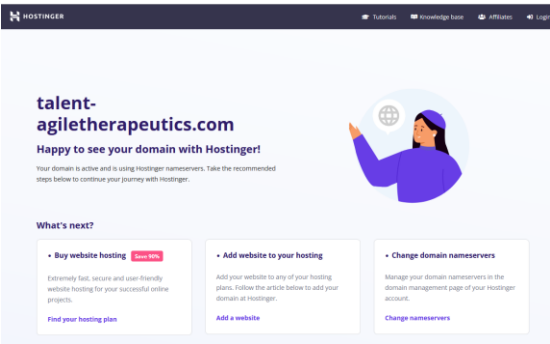 HOSTINGER
Tutorials Knowledge base Affiliates Login
talent-
agiletherapeutics.com
Happy to see your domain with Hostinger!
Your domain is active and is using Hostinger nameservers. Take the recommended
steps below to continue your journey with Hostinger.
What's next?
• Buy website hosting Save 90%
Extremely fast, secure and user-friendly
website hosting for your successful online
projects.
Find your hosting plan
• Add website to your hosting
Add your website to any of your hosting
plans. Follow the article below to add your
domain at Hostinger.
Add a website
• Change domain nameservers
Manage your domain nameservers in the
domain management page of your Hostinger
account.
Change nameservers